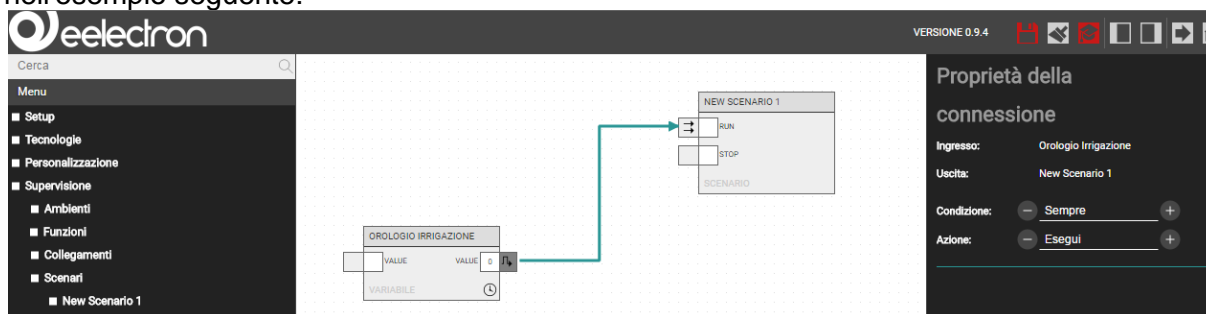 nell'esempio seguente:
eelectron
VERSIONE 0.9.4
Cerca
Menu
Setup
Tecnologie
Personalizzazione
Supervisione
Ambienti
Funzioni
Collegamenti
Scenari
New Scenario 1
NEW SCENARIO 1
RUN
STOP
SCENARIO
OROLOGIO IRRIGAZIONE
VALUE VALUE 0
VARIABILE
Proprietà della
connessione
Ingresso: Orologio Irrigazione
Uscita: New Scenario 1
Condizione: − Sempre +
Azione: − Esegui +